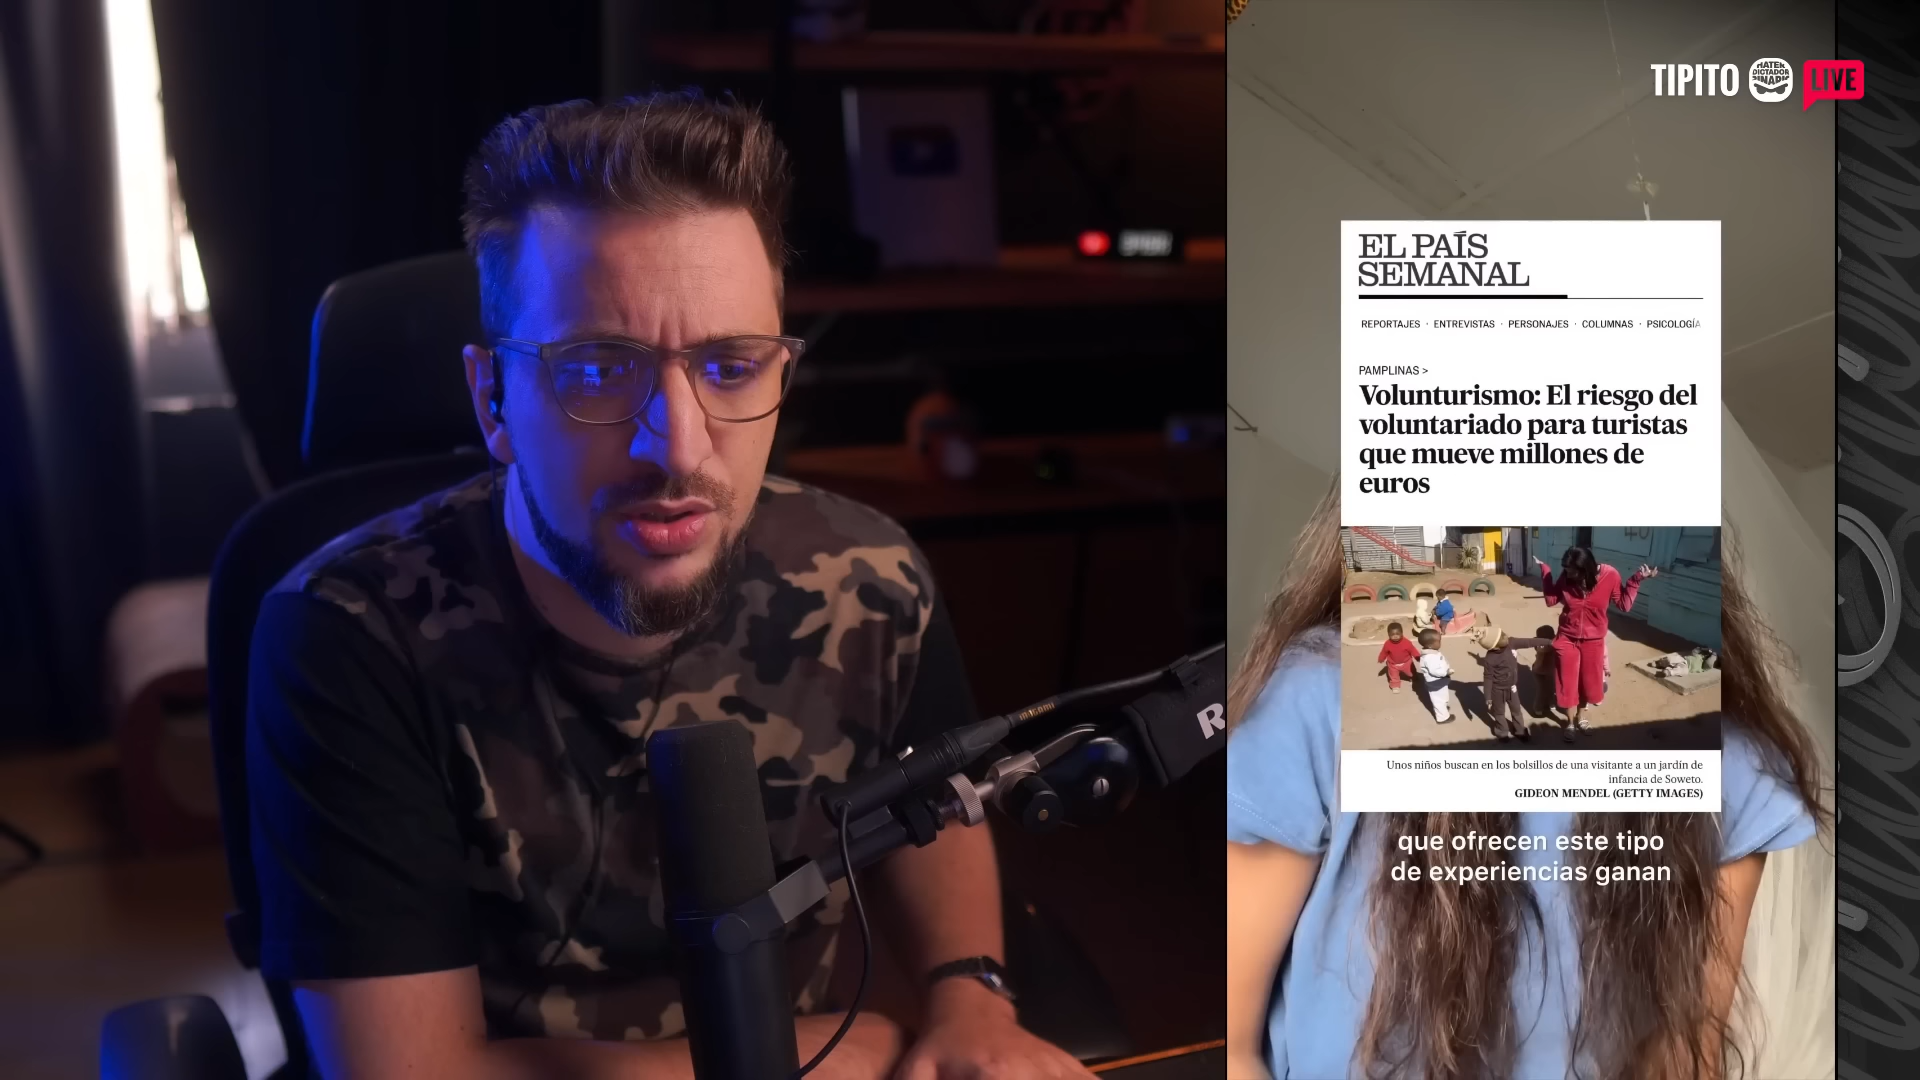 TIPITO
LIVE
EL PAÍS
SEMANAL
REPORTAJES · ENTREVISTAS · PERSONAJES · COLUMNAS · PSICOLOGÍA
PAMPLINAS >
Volunturismo: El riesgo del
voluntariado para turistas
que mueve millones de
euros
Unos niños buscan en los bolsillos de una visitante a un jardín de
infancia de Soweto.
GIDEON MENDEL (GETTY IMAGES)
que ofrecen este tipo
de experiencias ganan